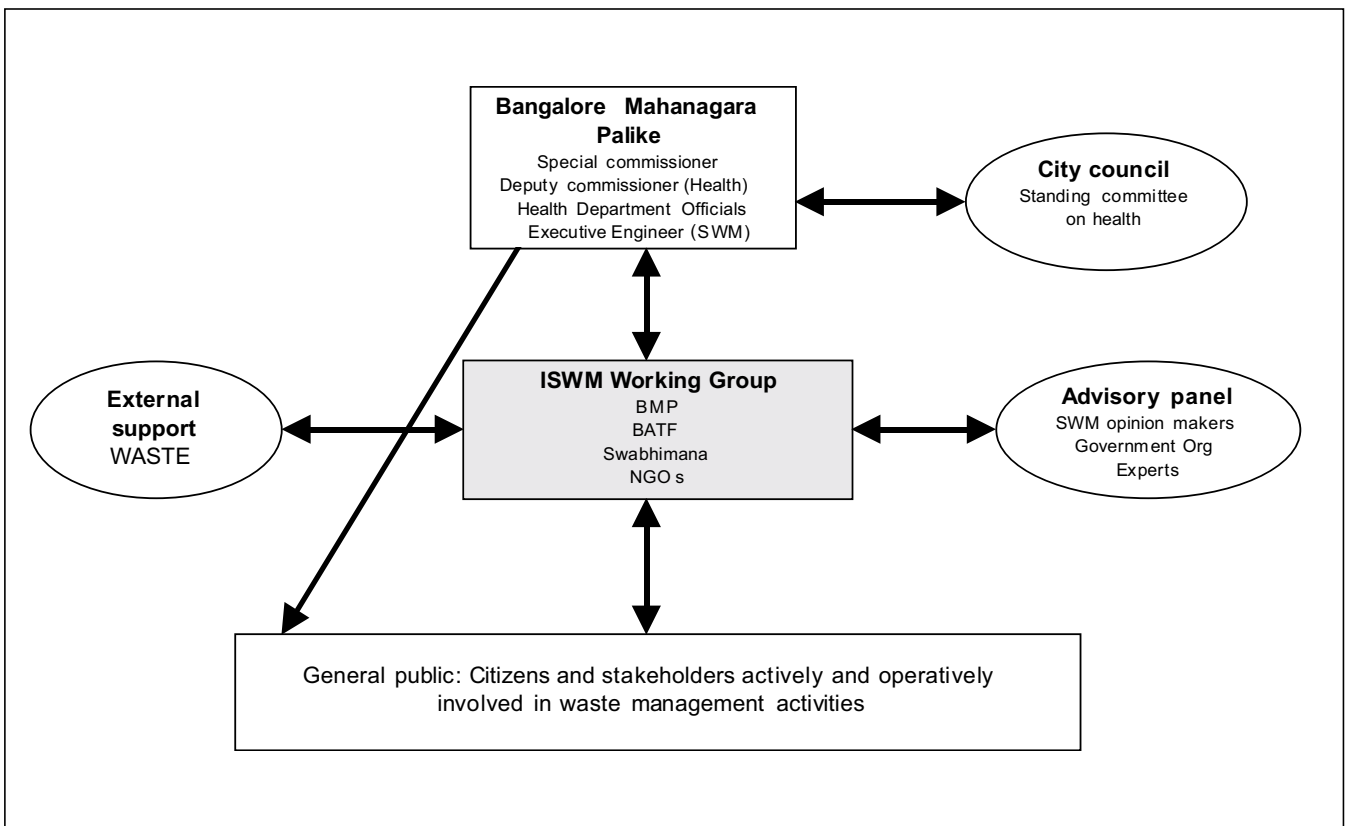 Bangalore Mahanagara
Palike
Special commissioner
Deputy commissioner (Health)
Health Department Officials
Executive Engineer (SWM)
City council
Standing committee
on health
External
support
WASTE
ISWM Working Group
BMP
BATF
Swabhimana
NGO s
Advisory panel
SWM opinion makers
Government Org
Experts
General public: Citizens and stakeholders actively and operatively
involved in waste management activities